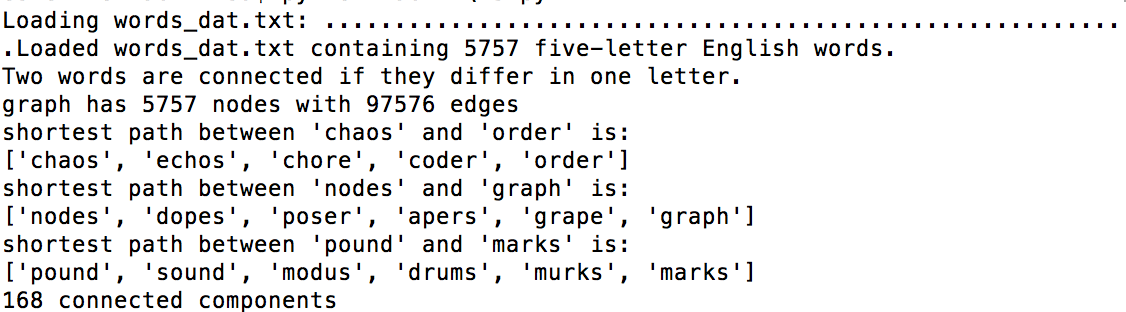 Loading words_dat.txt: .........................................................
.Loaded words_dat.txt containing 5757 five-letter English words.
Two words are connected if they differ in one letter.
graph has 5757 nodes with 97576 edges
shortest path between 'chaos' and 'order' is:
['chaos', 'echos', 'chore', 'coder', 'order']
shortest path between 'nodes' and 'graph' is:
['nodes', 'dopes', 'poser', 'apers', 'grape', 'graph']
shortest path between 'pound' and 'marks' is:
['pound', 'sound', 'modus', 'drums', 'murks', 'marks']
168 connected components